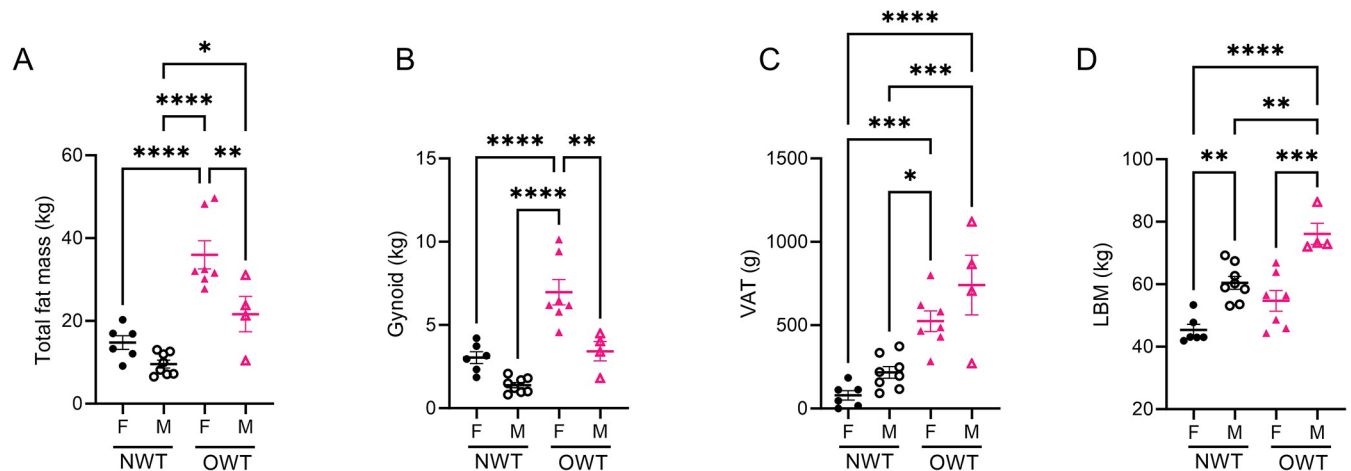 A
Total fat mass (kg)
60
40
20
0
*
****
**** **
F M F M
NWT OWT
B
Gynoid (kg)
15
10
5
0
**** **
****
F M F M
NWT OWT
C
VAT (g)
1500
1000
500
0
****
***
***
*
F M F M
NWT OWT
D
LBM (kg)
100
80
60
40
20
****
**
** ***
F M F M
NWT OWT